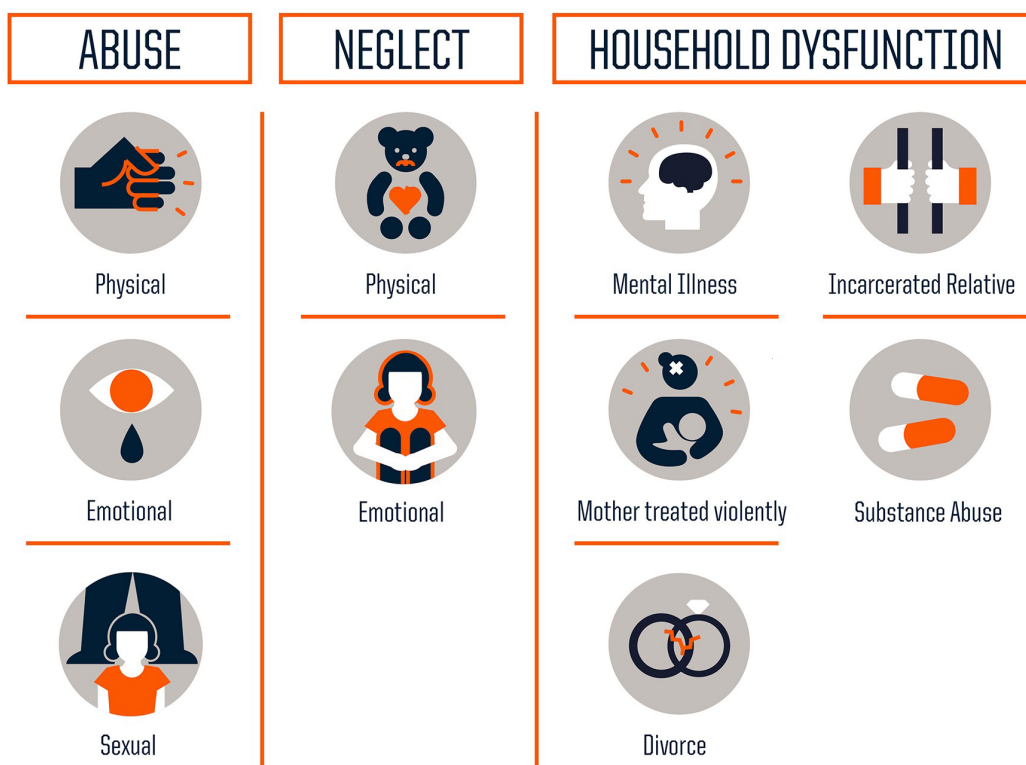 ABUSE
Physical
Emotional
Sexual
NEGLECT
Physical
Emotional
HOUSEHOLD DYSFUNCTION
Mental Illness
Incarcerated Relative
Mother treated violently
Substance Abuse
Divorce